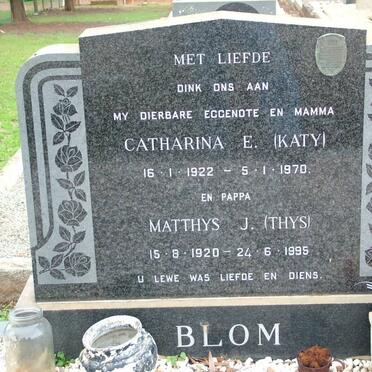 MET LIEFDE
DINK ONS AAN
MY DIERBARE EGGENOTE EN MAMMA
CATHARINA E. (KATY)
16·1·1922 – 5·1·1970.
EN PAPPA
MATTHYS J. (THYS)
15·8·1920 – 24·6·1995
U LEWE WAS LIEFDE EN DIENS.
BLOM